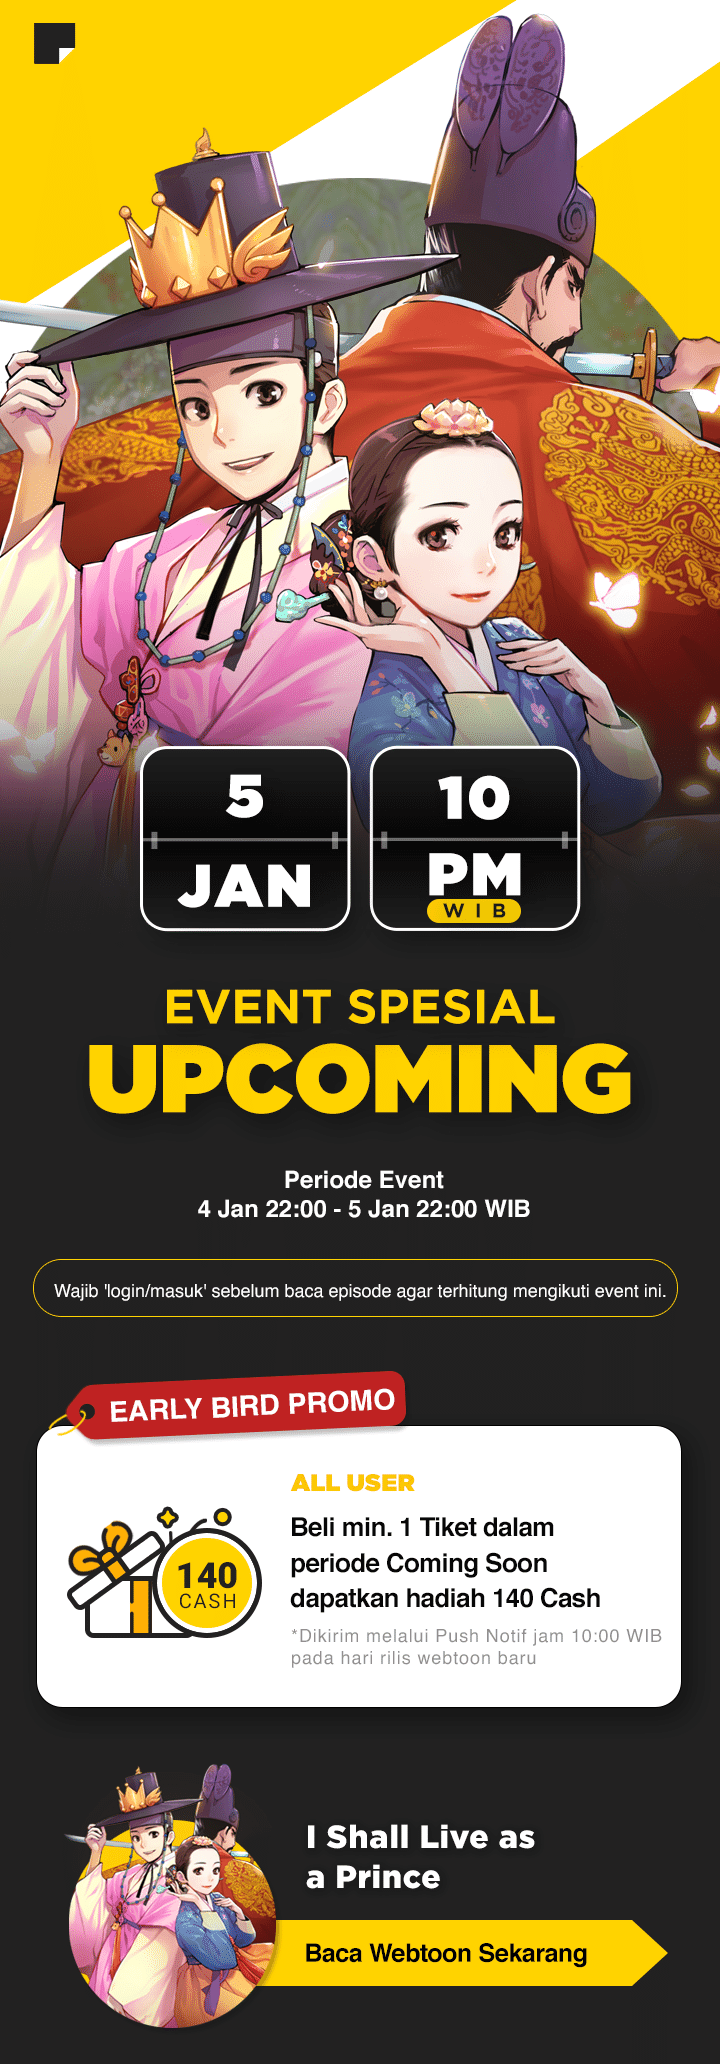 5
JAN
10
PM
WIB
EVENT SPESIAL
UPCOMING
Periode Event
4 Jan 22:00 - 5 Jan 22:00 WIB
Wajib 'login/masuk' sebelum baca episode agar terhitung mengikuti event ini.
EARLY BIRD PROMO
ALL USER
Beli min. 1 Tiket dalam
periode Coming Soon
dapatkan hadiah 140 Cash
*Dikirim melalui Push Notif jam 10:00 WIB
pada hari rilis webtoon baru
140
CASH
I Shall Live as
a Prince
Baca Webtoon Sekarang